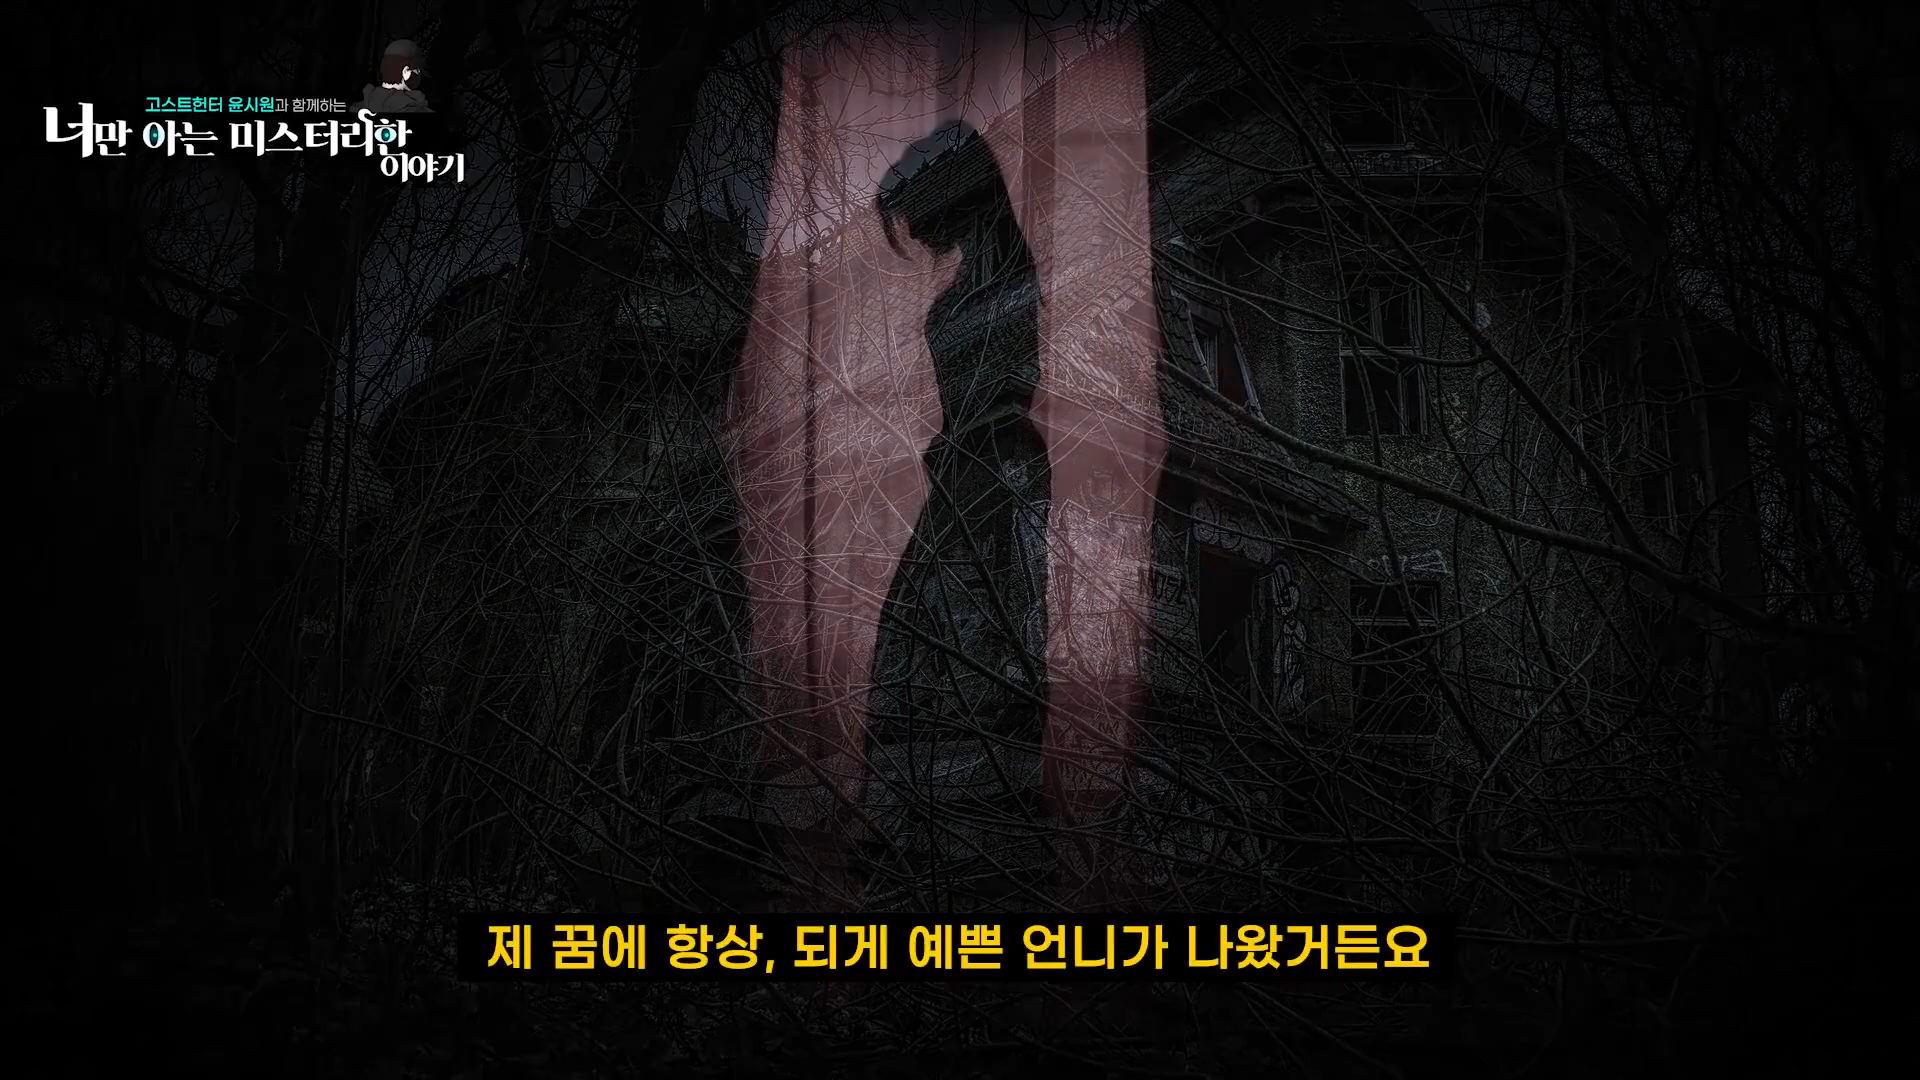 고스트헌터 윤시원과 함께하는
너만 아는 미스터리한
이야기
제 꿈에 항상, 되게 예쁜 언니가 나왔거든요